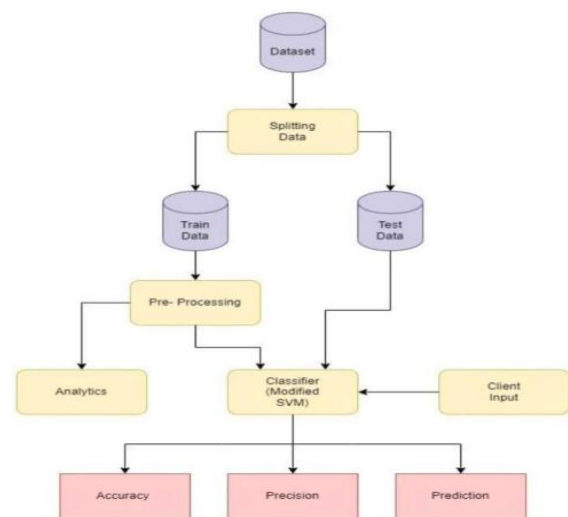 Dataset
Splitting
Data
Train
Data
Test
Data
Pre- Processing
Analytics
Classifier
(Modified
SVM)
Client
Input
Accuracy
Precision
Prediction